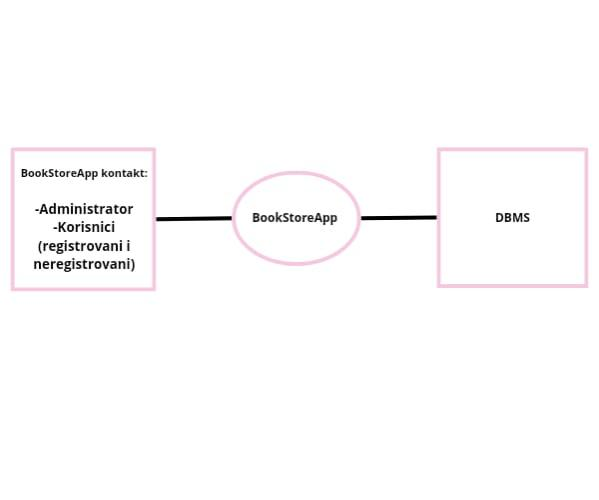 BookStoreApp kontakt:
-Administrator
-Korisnici
(registrovani i
neregistrovani)
BookStoreApp
DBMS